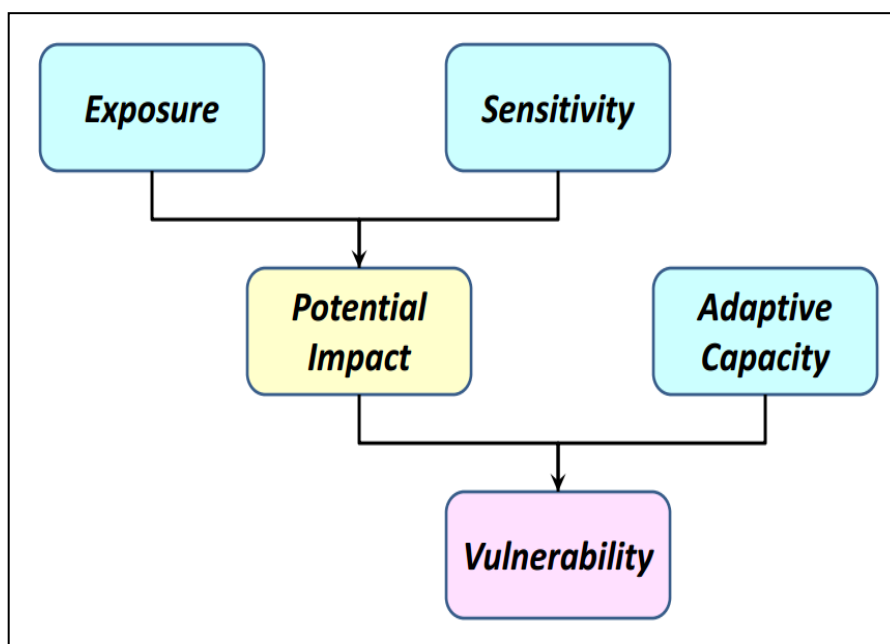 Exposure
Sensitivity
Potential
Impact
Adaptive
Capacity
Vulnerability